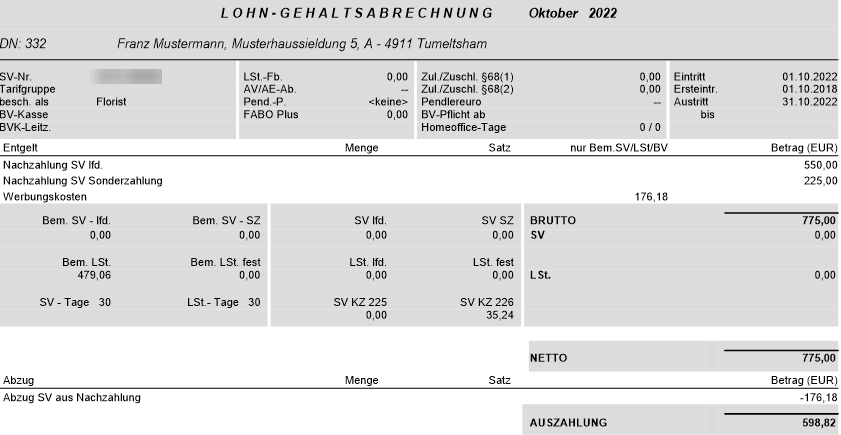 LOHN-GEHALTSABRECHNUNG Oktober 2022
DN: 332 Franz Mustermann, Musterhaussieldung 5, A - 4911 Tumeltsham
SV-Nr. LSt.-Fb. 0,00 Zul./Zuschl. §68(1) 0,00 Eintritt 01.10.2022
Tarifgruppe AV/AE-Ab. -- Zul./Zuschl. §68(2) 0,00 Ersteintr. 01.10.2018
besch. als Florist Pend.-P. <keine> Pendlereuro -- Austritt 31.10.2022
BV-Kasse FABO Plus 0,00 BV-Pflicht ab bis
BVK-Leitz. Homeoffice-Tage 0 / 0
Entgelt Menge Satz nur Bem.SV/LSt/BV Betrag (EUR)
Nachzahlung SV lfd. 550,00
Nachzahlung SV Sonderzahlung 225,00
Werbungskosten 176,18
Bem. SV - lfd. Bem. SV - SZ SV lfd. SV SZ BRUTTO 775,00
0,00 0,00 0,00 0,00 SV 0,00
Bem. LSt. Bem. LSt. fest LSt. lfd. LSt. fest
479,06 0,00 0,00 0,00 LSt. 0,00
SV - Tage 30 LSt.- Tage 30 SV KZ 225 SV KZ 226
0,00 35,24
NETTO 775,00
Abzug Menge Satz Betrag (EUR)
Abzug SV aus Nachzahlung -176,18
AUSZAHLUNG 598,82